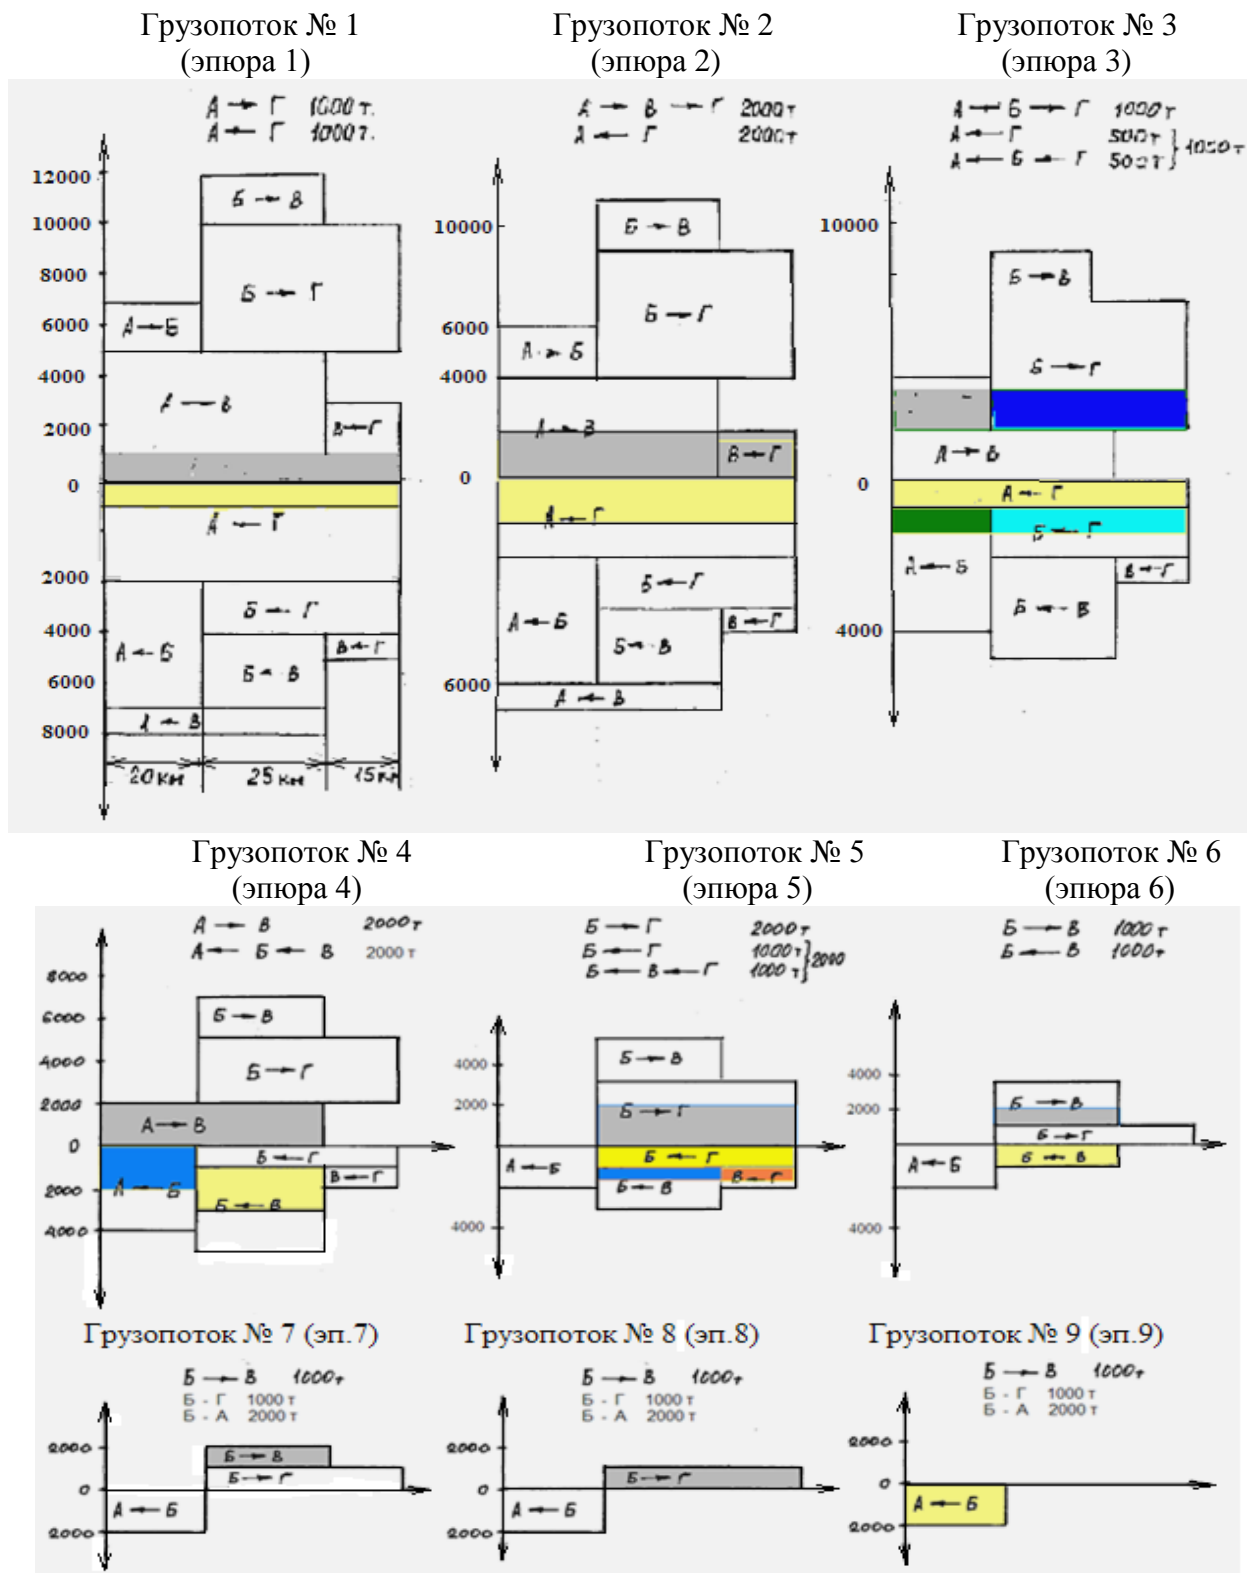 Грузопоток № 1
(эпюра 1)
Грузопоток № 2
(эпюра 2)
Грузопоток № 3
(эпюра 3)
А → Г 1000 т.
А ← Г 1000 т.
12000
10000
8000
6000
4000
2000
0
2000
4000
6000
8000
Б → В
Б → Г
А → Б
А — В
В ← Г
А ← Г
Б ← Г
А ← Б
В ← Г
Б ← В
А ← В
20 км
25 км
15 км
А → В → Г 2000 т
А ← Г 2000 т
10000
6000
4000
0
6000
Б → В
Б → Г
А → Б
А → В
В → Г
А ← Г
Б ← Г
А ← Б
В ← Г
Б ← В
А ← В
А → Б → Г 1000 т
А ← Г 500 т } 1000 т
А ← Б ← Г 500 т
10000
0
4000
Б → В
Б → Г
А → В
А ← Г
Б ← Г
А ← Б
В ← Г
Б ← В
Грузопоток № 4
(эпюра 4)
Грузопоток № 5
(эпюра 5)
Грузопоток № 6
(эпюра 6)
А → В 2000 т
А ← Б ← В 2000 т
8000
6000
4000
2000
0
2000
4000
Б → В
Б → Г
А → В
Б ← Г
А ← Б
В ← Г
Б ← В
Б → Г 2000 т
Б ← Г 1000 т } 2000
Б ← В ← Г 1000 т
4000
2000
0
2000
4000
Б → В
Б → Г
Б ← Г
А ← Б
В ← Г
Б ← В
Б → В 1000 т
Б ← В 1000 т
4000
2000
0
2000
4000
Б → В
Б → Г
Б ← В
А ← Б
Грузопоток № 7 (эп.7)
Грузопоток № 8 (эп.8)
Грузопоток № 9 (эп.9)
Б → В 1000 т
Б - Г 1000 т
Б - А 2000 т
2000
0
2000
Б → В
Б → Г
А ← Б
Б → В 1000 т
Б - Г 1000 т
Б - А 2000 т
2000
0
2000
Б → Г
А ← Б
Б → В 1000 т
Б - Г 1000 т
Б - А 2000 т
2000
0
2000
А ← Б